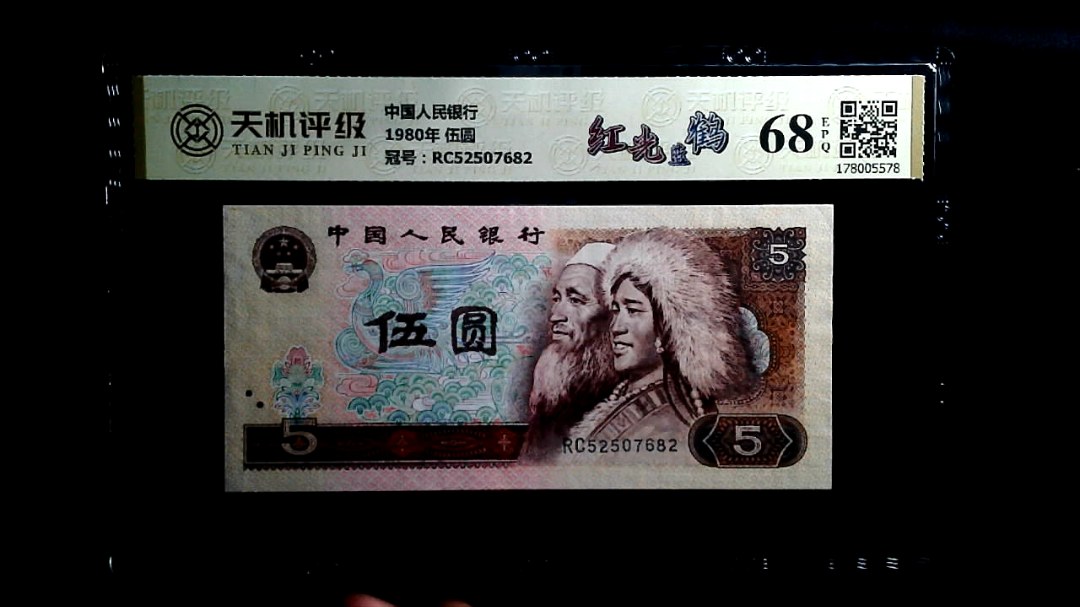 天机评级
TIAN JI PING JI
中国人民银行
1980年 伍圆
冠号：RC52507682
红光蓝鹤
68
EPQ
178005578
中国人民银行
5
伍圆
5
RC52507682
5